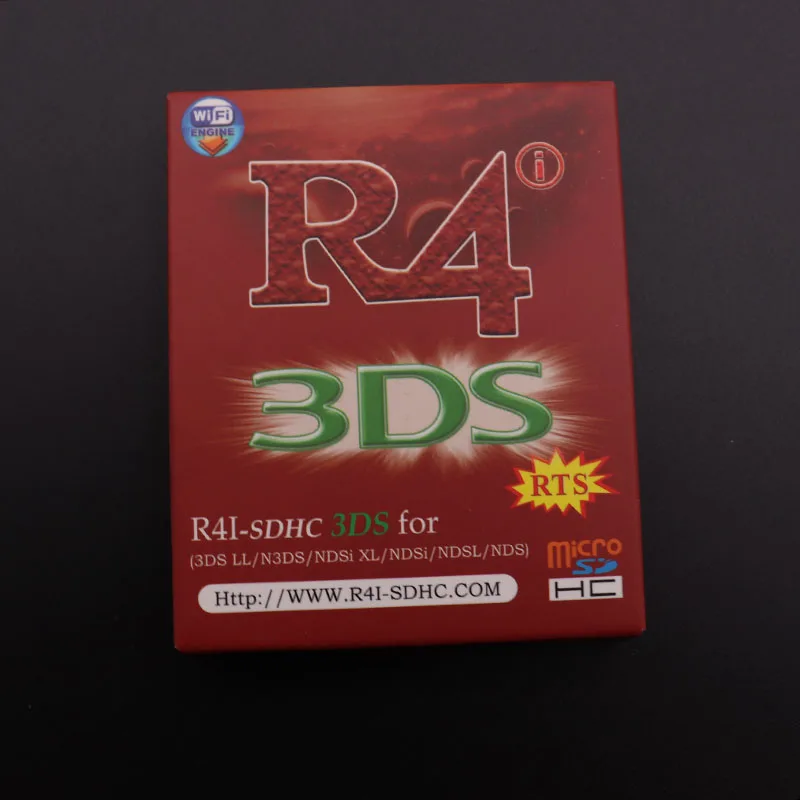 WiFi
ENGINE
R4 i
3DS
RTS
R4I-SDHC 3DS for
(3DS LL/N3DS/NDSi XL/NDSi/NDSL/NDS)
micro
SD
HC
Http://WWW.R4I-SDHC.COM